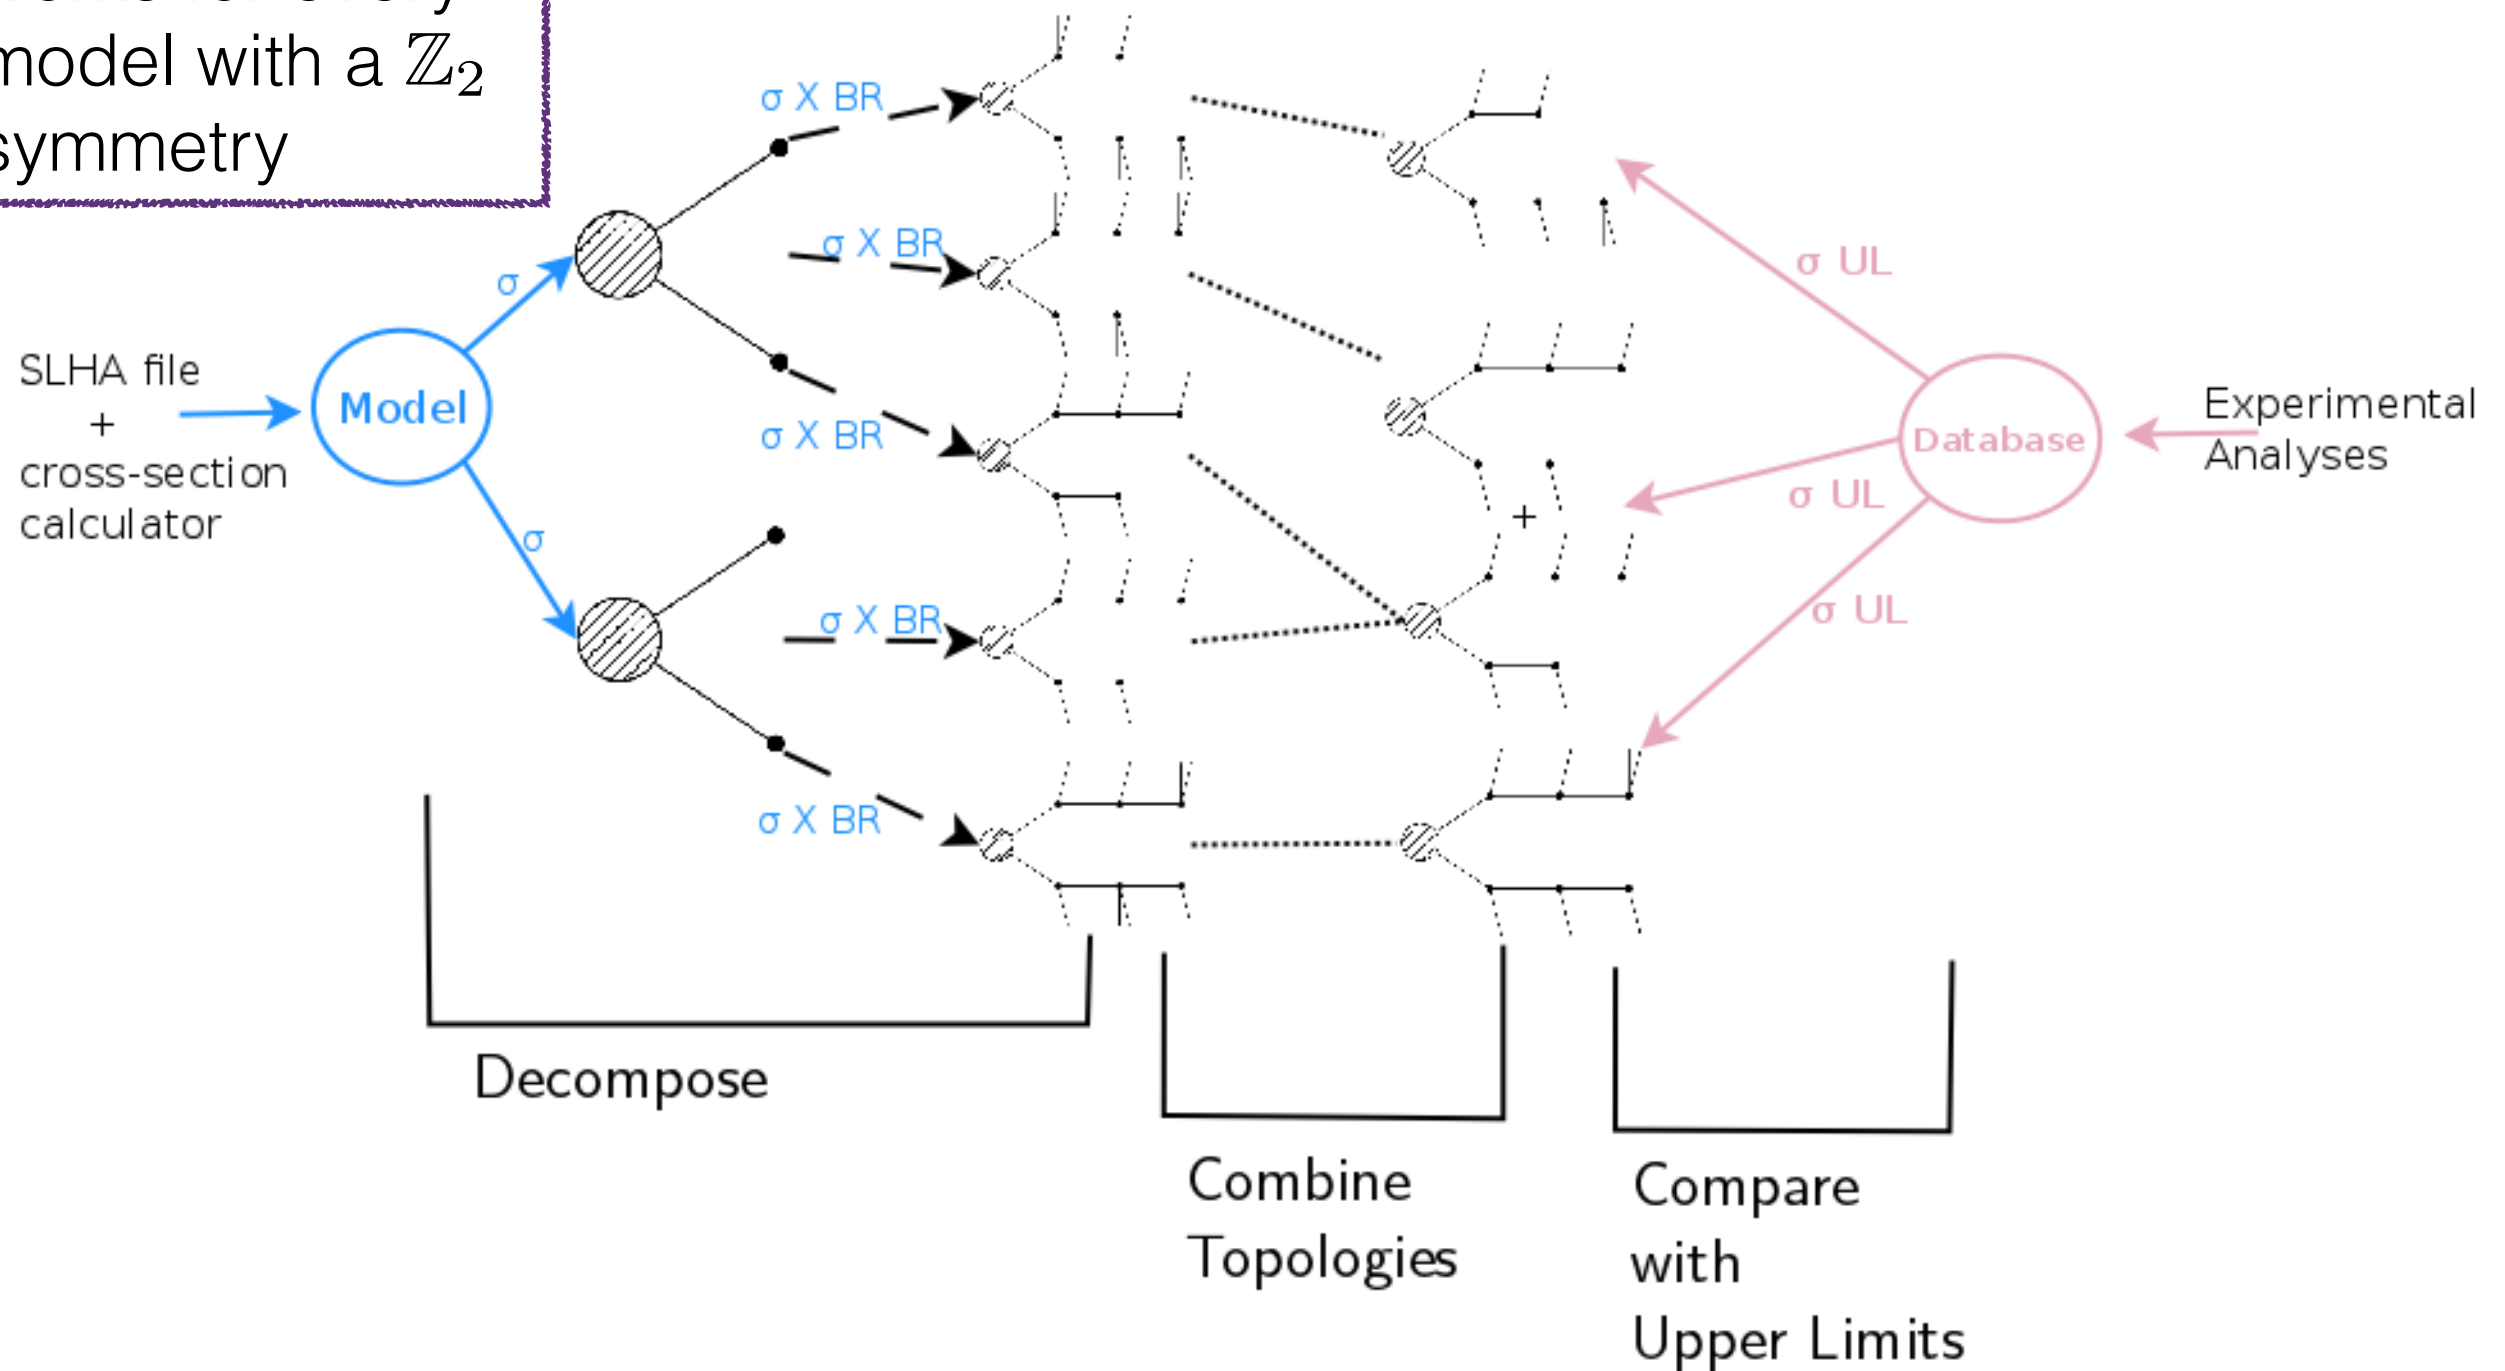 model with a ℤ₂
symmetry
σ X BR
σ X BR
σ
σ UL
SLHA file
+
cross-section
calculator
Model
σ X BR
Database
Experimental
Analyses
σ UL
+
σ
σ X BR
σ UL
σ X BR
Decompose
Combine
Topologies
Compare
with
Upper Limits